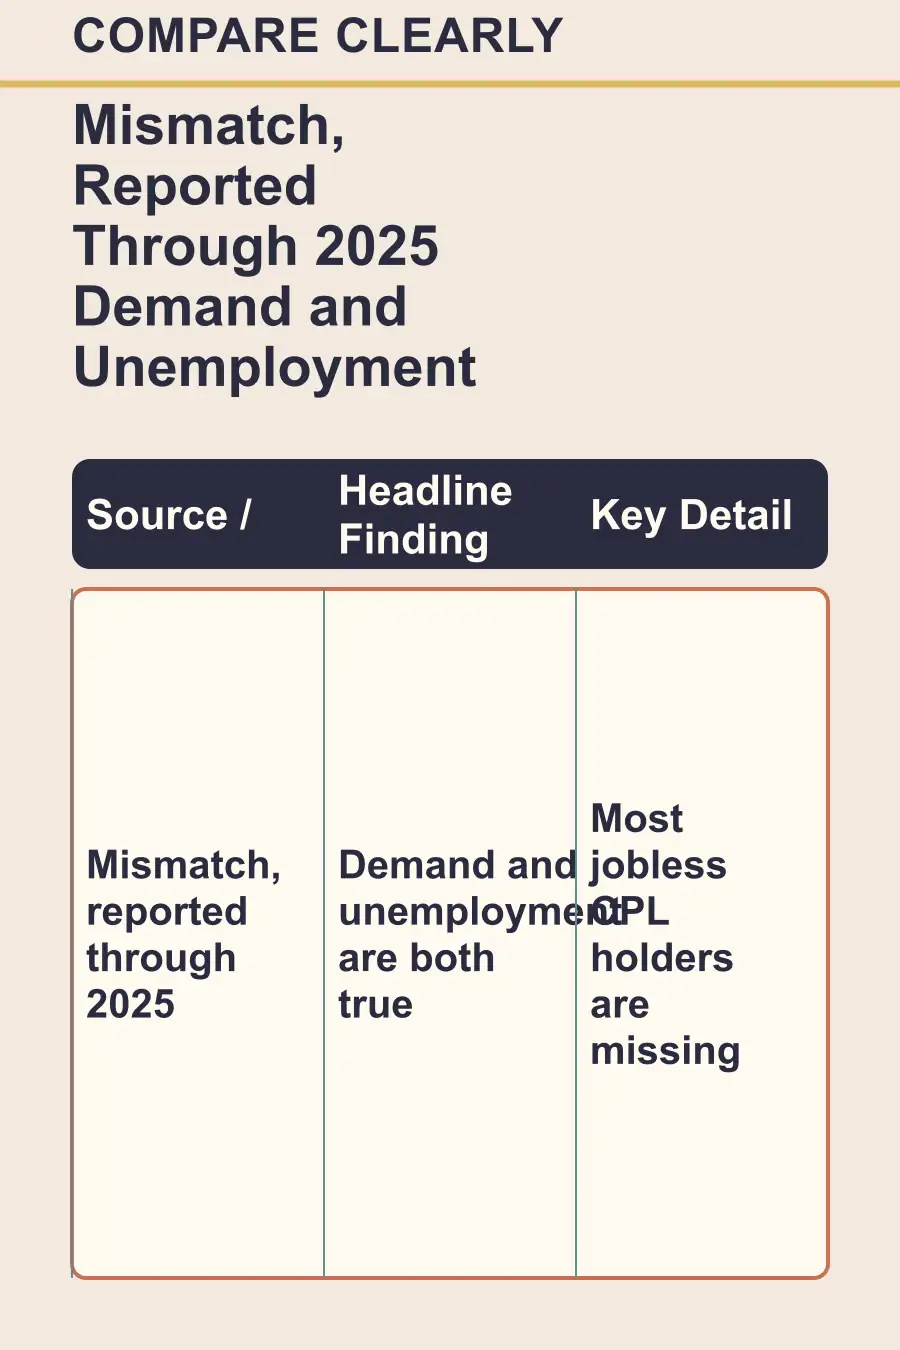 COMPARE CLEARLY
Mismatch,
Reported
Through 2025
Demand and
Unemployment
Source /
Headline
Finding
Key Detail
Mismatch,
reported
through
2025
Demand and
unemployment
are both
true
Most
jobless
CPL
holders
are
missing